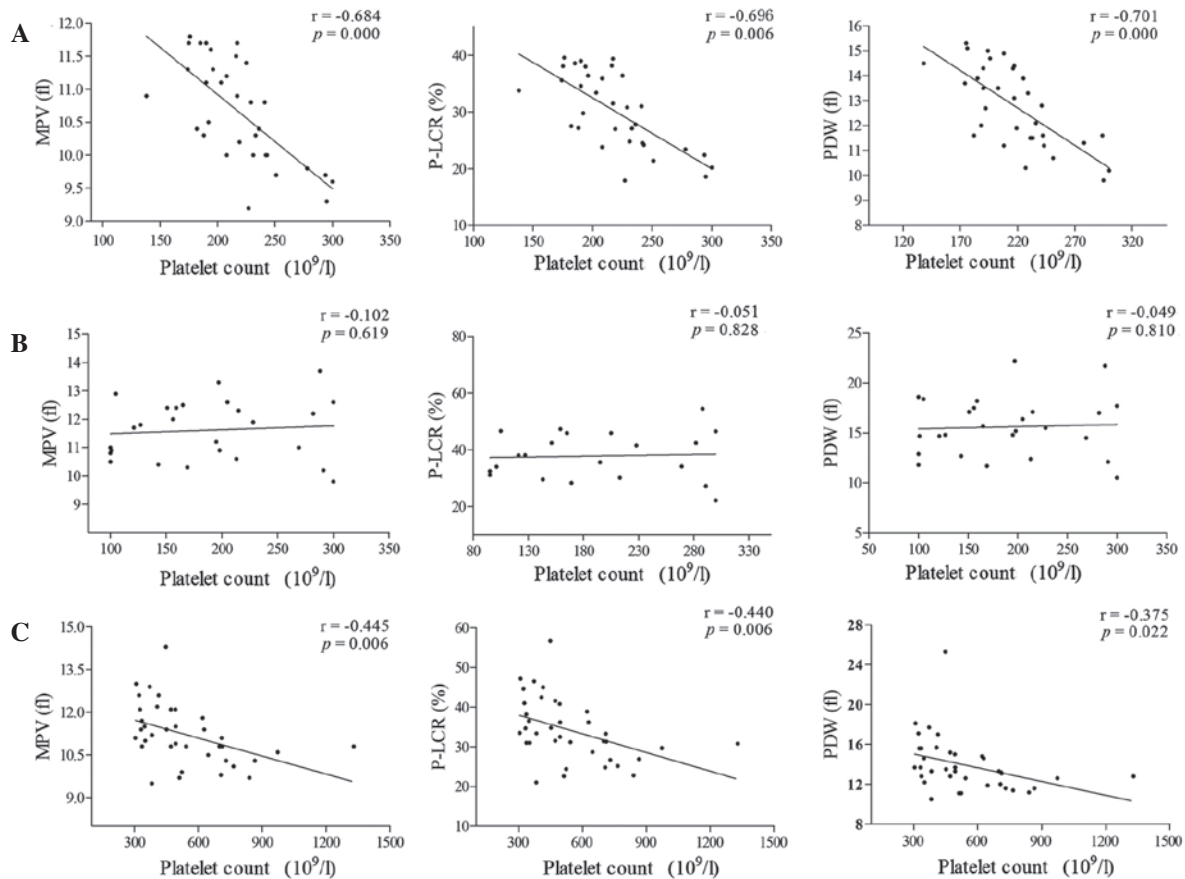 A
r = -0.684
p = 0.000
12.0
11.5
11.0
10.5
10.0
9.5
9.0
MPV (fl)
100 150 200 250 300 350
Platelet count (10⁹/l)
r = -0.696
p = 0.006
40
30
20
10
P-LCR (%)
100 150 200 250 300 350
Platelet count (10⁹/l)
r = -0.701
p = 0.000
16
15
14
13
12
11
10
9
8
PDW (fl)
120 170 220 270 320
Platelet count (10⁹/l)
B
r = -0.102
p = 0.619
15
14
13
12
11
10
9
MPV (fl)
100 150 200 250 300 350
Platelet count (10⁹/l)
r = -0.051
p = 0.828
80
60
40
20
P-LCR (%)
80 130 180 230 280 330
Platelet count (10⁹/l)
r = -0.049
p = 0.810
25
20
15
10
5
PDW (fl)
50 100 150 200 250 300 350
Platelet count (10⁹/l)
C
r = -0.445
p = 0.006
15.0
13.5
12.0
10.5
9.0
MPV (fl)
300 600 900 1200 1500
Platelet count (10⁹/l)
r = -0.440
p = 0.006
60
50
40
30
20
10
P-LCR (%)
300 600 900 1200 1500
Platelet count (10⁹/l)
r = -0.375
p = 0.022
28
24
20
16
12
8
PDW (fl)
300 600 900 1200 1500
Platelet count (10⁹/l)